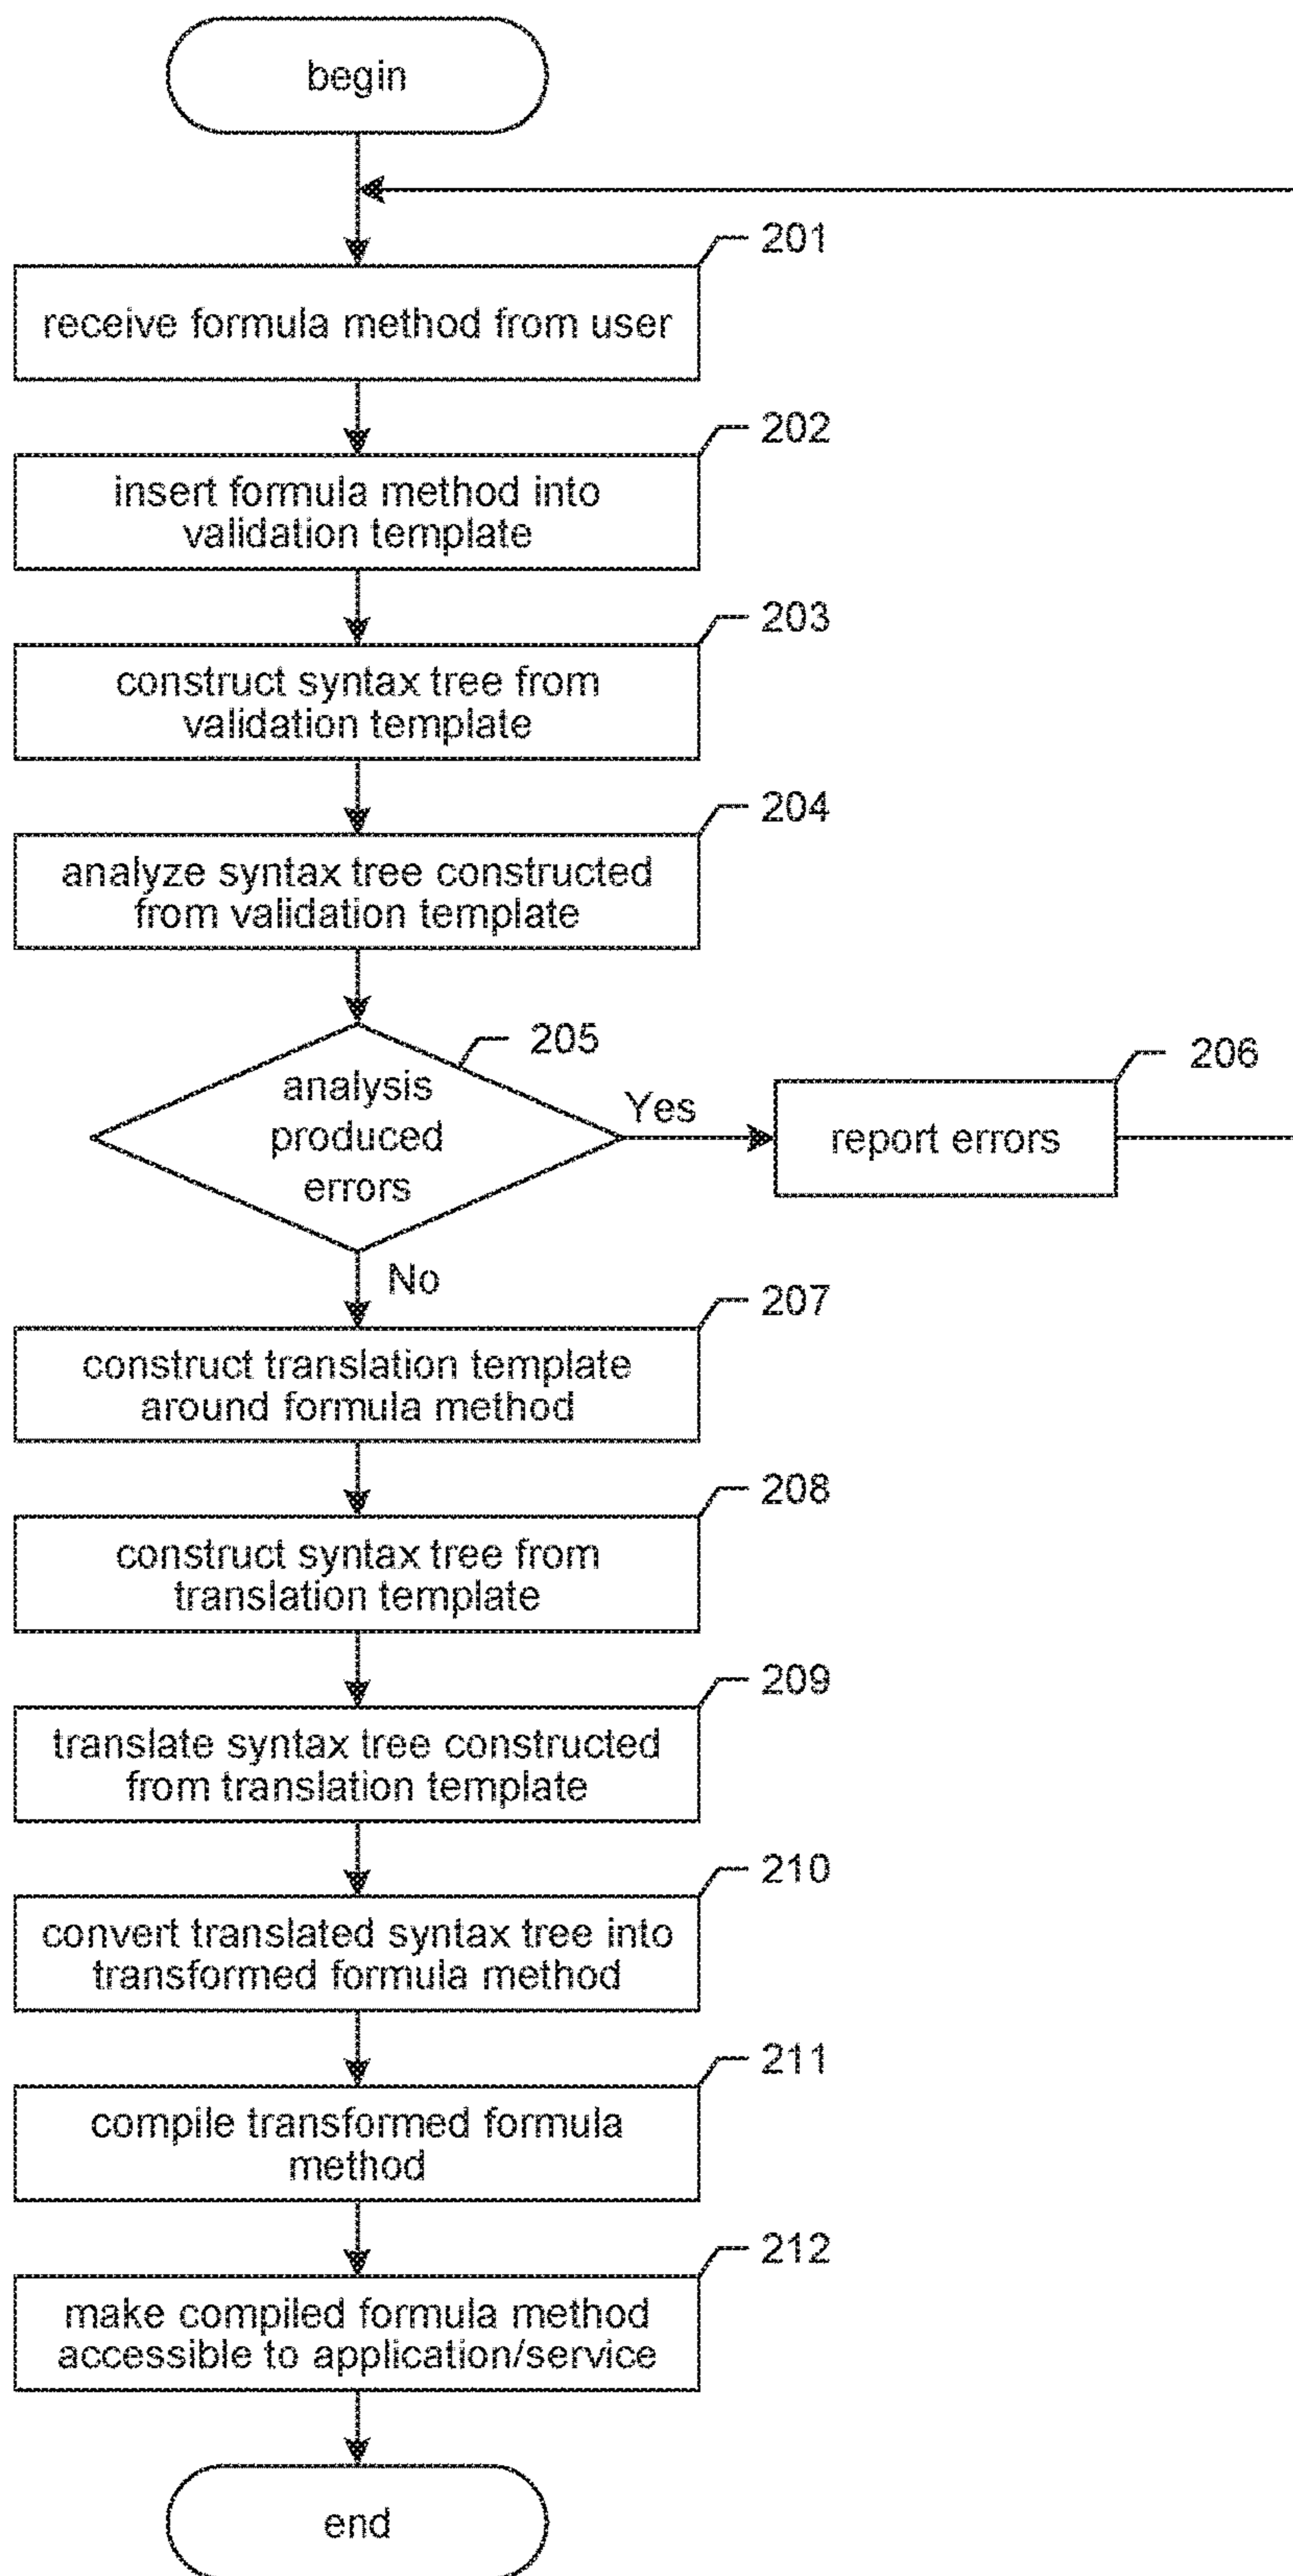 begin
201
receive formula method from user
202
insert formula method into
validation template
203
construct syntax tree from
validation template
204
analyze syntax tree constructed
from validation template
205
analysis
produced
errors
Yes
206
report errors
No
207
construct translation template
around formula method
208
construct syntax tree from
translation template
209
translate syntax tree constructed
from translation template
210
convert translated syntax tree into
transformed formula method
211
compile transformed formula
method
212
make compiled formula method
accessible to application/service
end